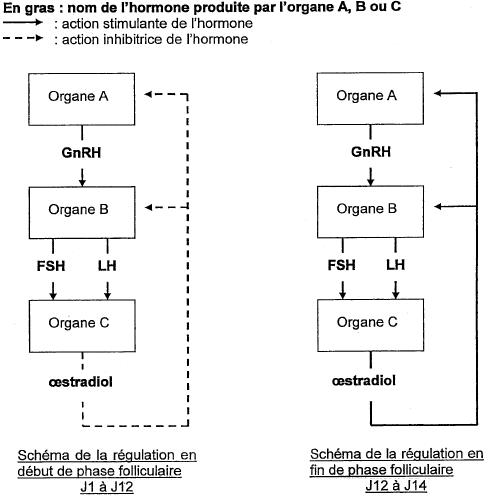 En gras : nom de l'hormone produite par l'organe A, B ou C
: action stimulante de l'hormone
: action inhibitrice de l'hormone
Organe A
GnRH
Organe B
FSH LH
Organe C
œstradiol
Schéma de la régulation en
début de phase folliculaire
J1 à J12
Organe A
GnRH
Organe B
FSH LH
Organe C
œstradiol
Schéma de la régulation en
fin de phase folliculaire
J12 à J14